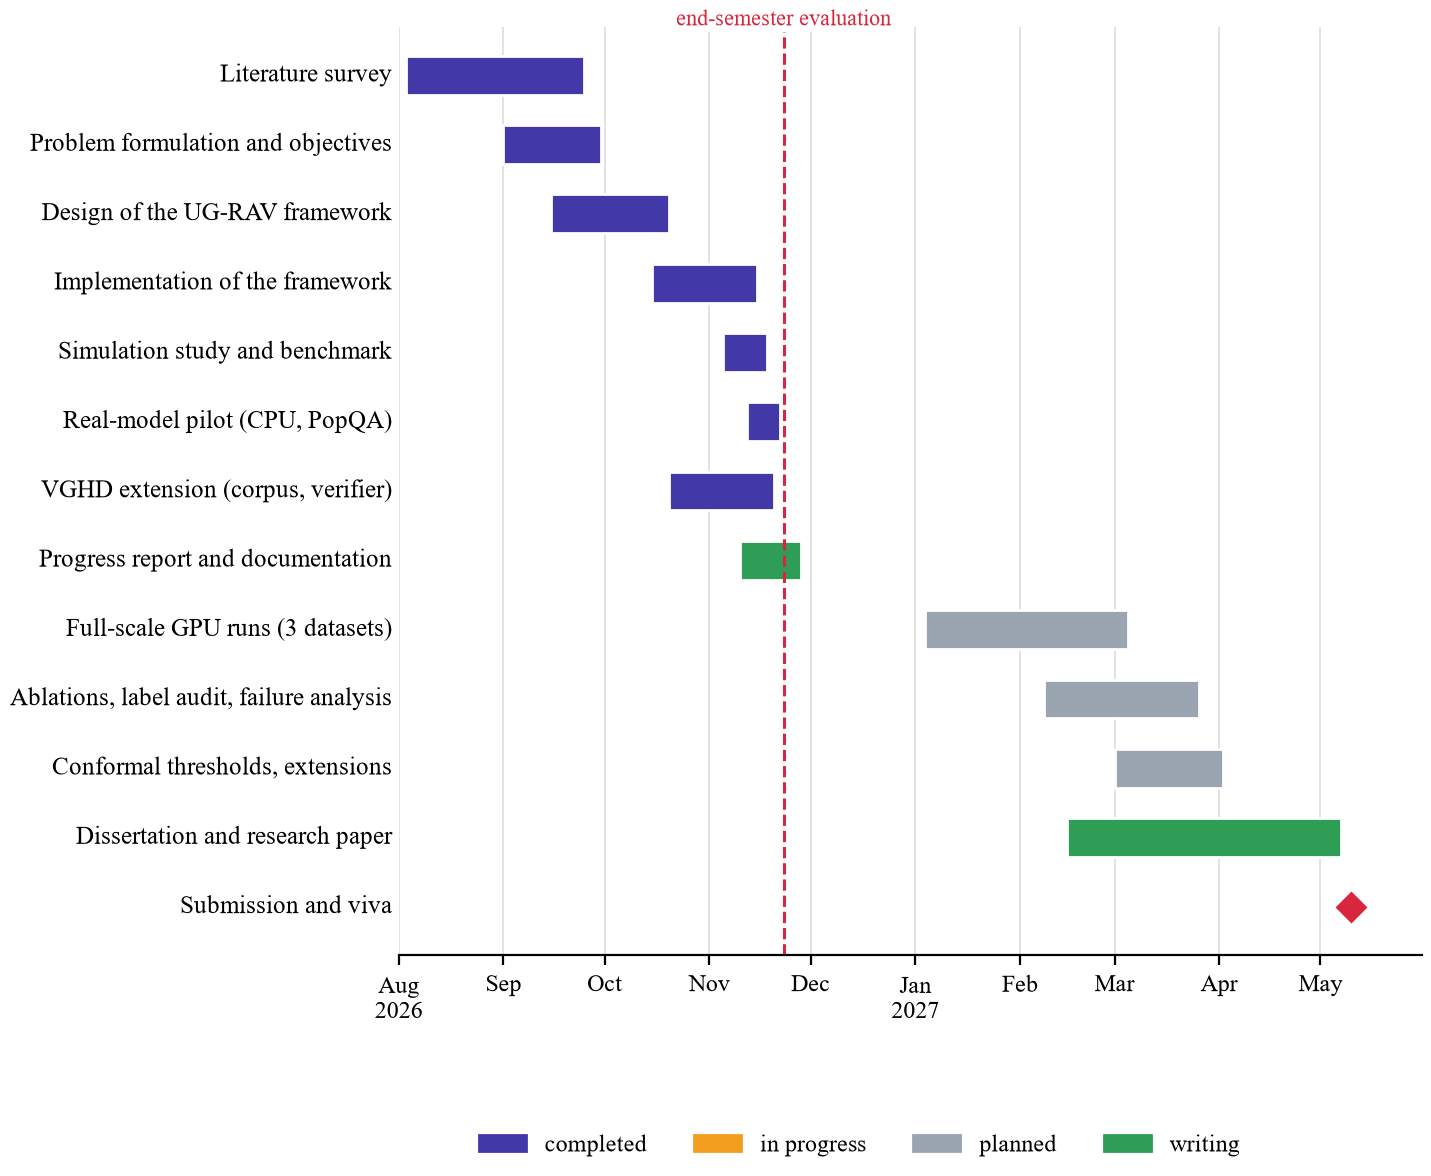 end-semester evaluation
Literature survey
Problem formulation and objectives
Design of the UG-RAV framework
Implementation of the framework
Simulation study and benchmark
Real-model pilot (CPU, PopQA)
VGHD extension (corpus, verifier)
Progress report and documentation
Full-scale GPU runs (3 datasets)
Ablations, label audit, failure analysis
Conformal thresholds, extensions
Dissertation and research paper
Submission and viva
Aug Sep Oct Nov Dec Jan Feb Mar Apr May
2026 2027
completed in progress planned writing